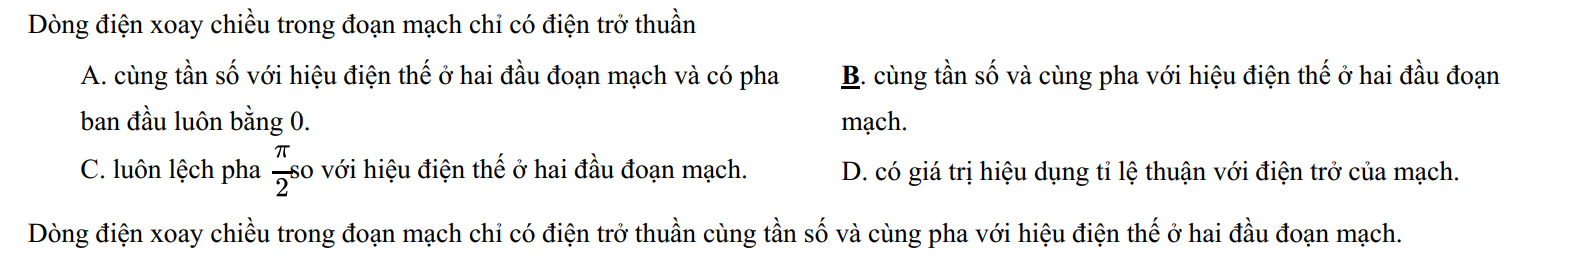 Dòng điện xoay chiều trong đoạn mạch chỉ có điện trở thuần
A. cùng tần số với hiệu điện thế ở hai đầu đoạn mạch và có pha
ban đầu luôn bằng 0.
B. cùng tần số và cùng pha với hiệu điện thế ở hai đầu đoạn
mạch.
C. luôn lệch pha π/2 so với hiệu điện thế ở hai đầu đoạn mạch.
D. có giá trị hiệu dụng tỉ lệ thuận với điện trở của mạch.
Dòng điện xoay chiều trong đoạn mạch chỉ có điện trở thuần cùng tần số và cùng pha với hiệu điện thế ở hai đầu đoạn mạch.